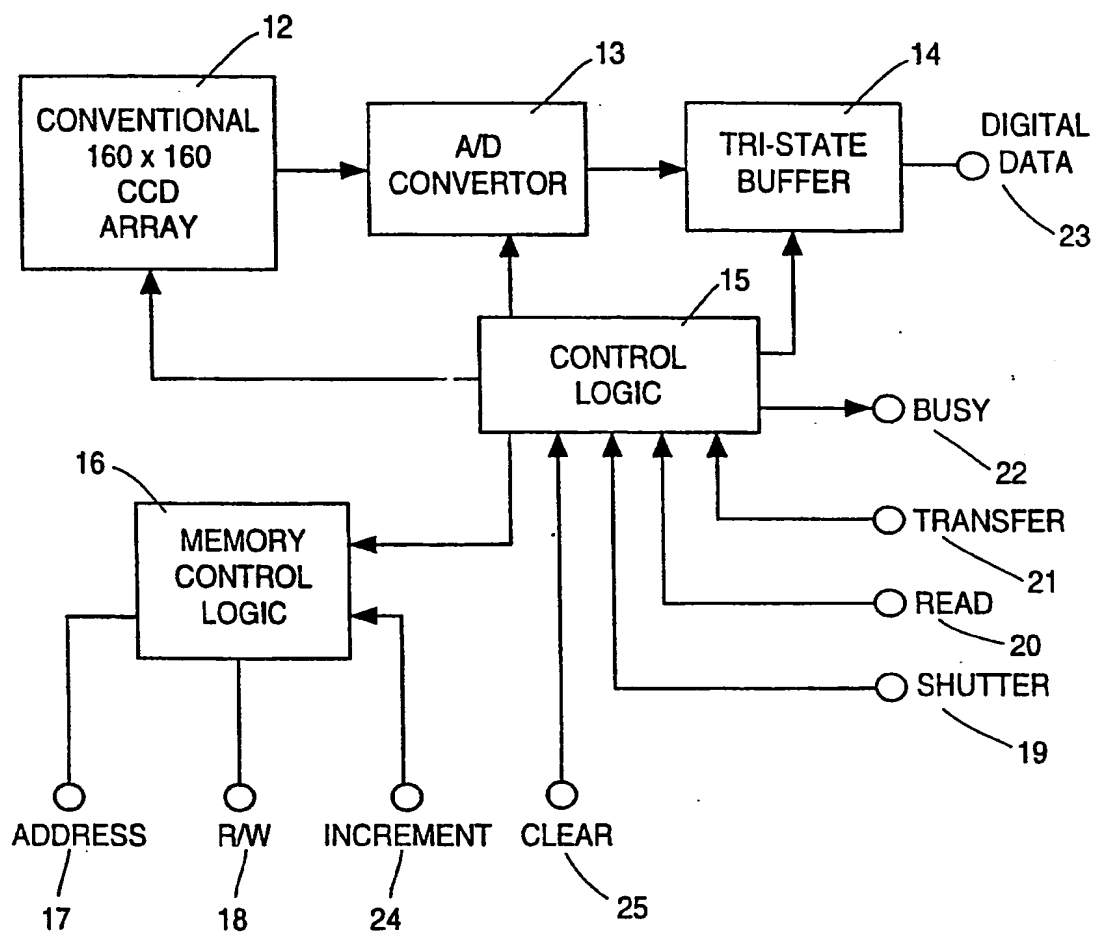 12
CONVENTIONAL
160 x 160
CCD
ARRAY
13
A/D
CONVERTOR
14
TRI-STATE
BUFFER
DIGITAL
DATA
23
15
CONTROL
LOGIC
BUSY
22
16
MEMORY
CONTROL
LOGIC
TRANSFER
21
READ
20
SHUTTER
19
ADDRESS
17
R/W
18
INCREMENT
24
CLEAR
25